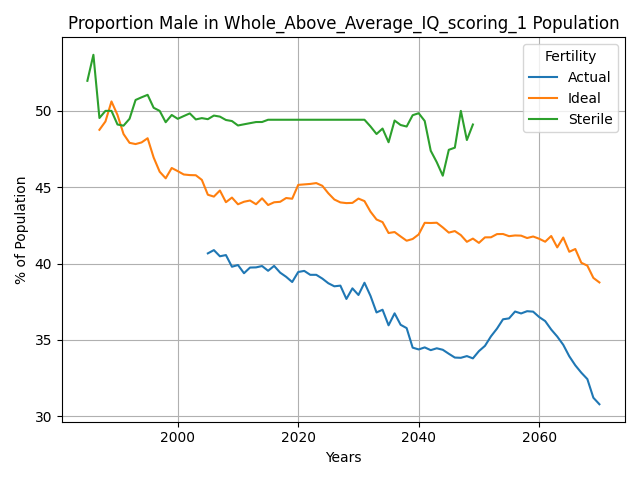 Proportion Male in Whole_Above_Average_IQ_scoring_1 Population
Fertility
Actual
Ideal
Sterile
% of Population
50
45
40
35
30
2000 2020 2040 2060
Years